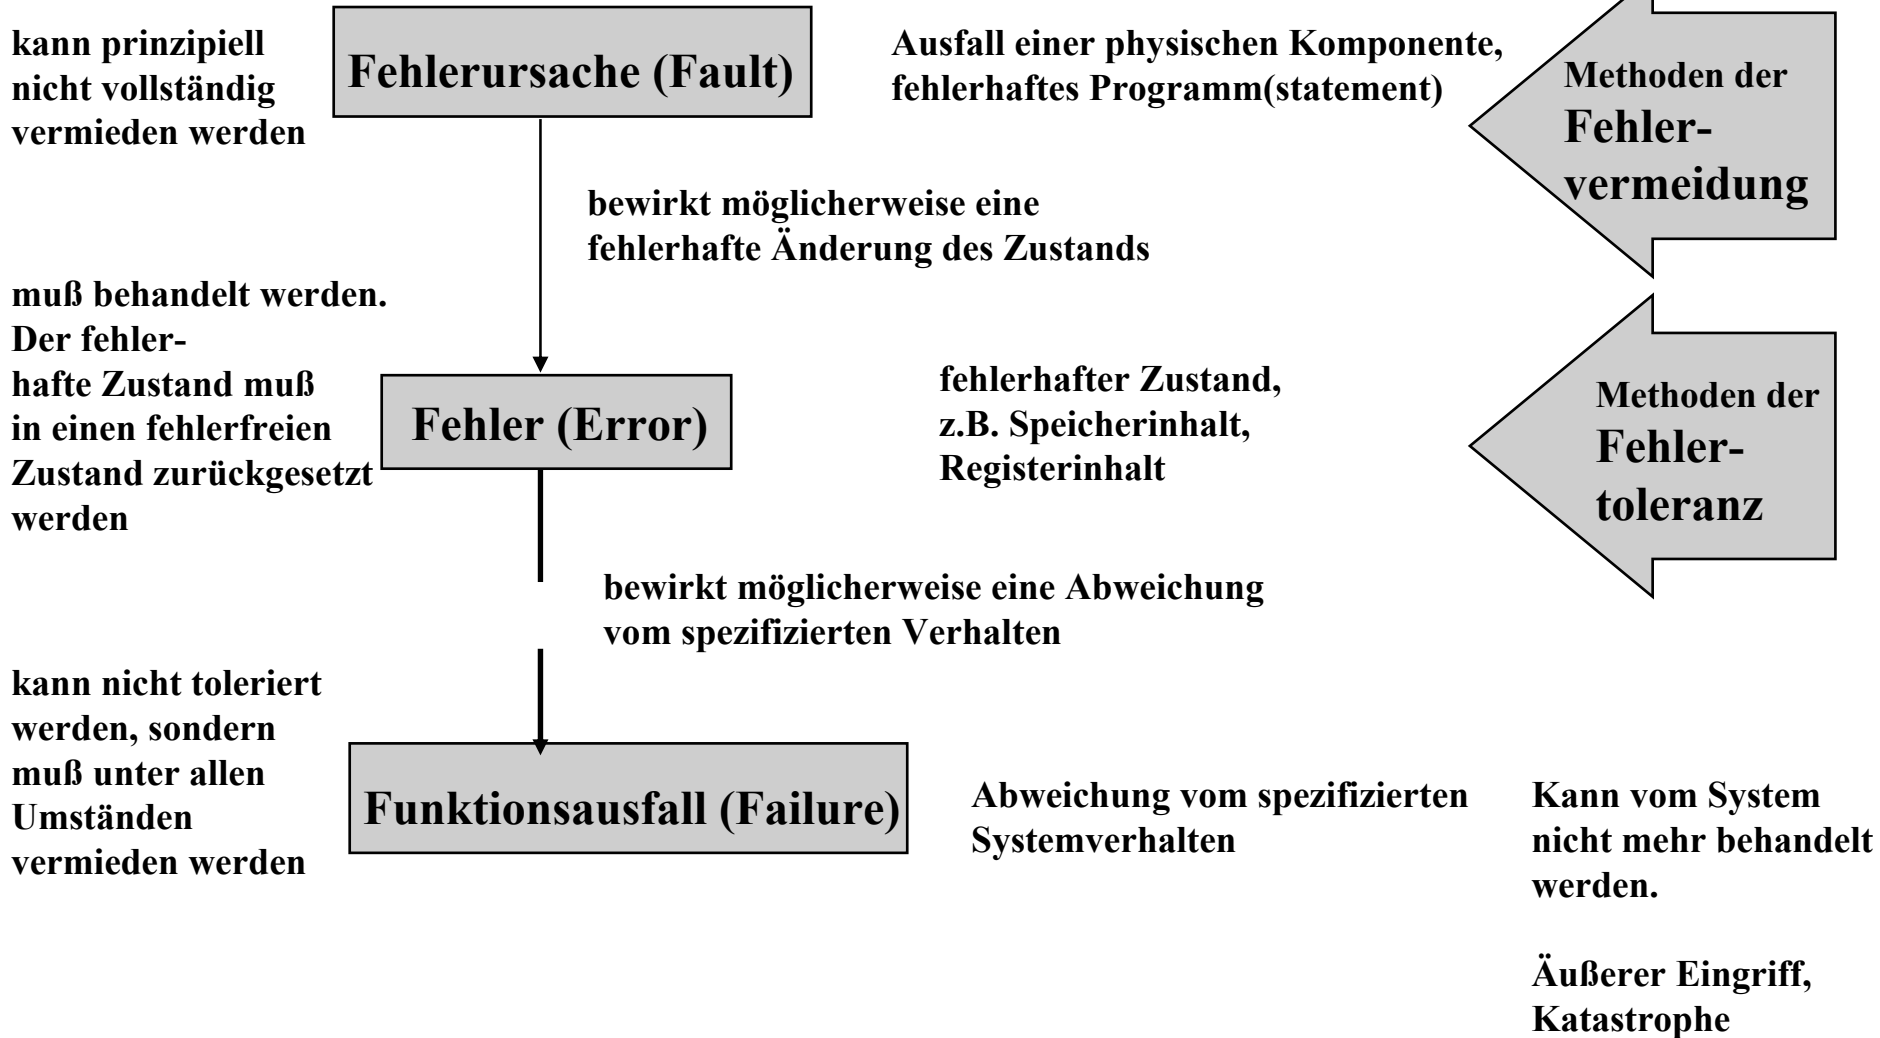 kann prinzipiell
nicht vollständig
vermieden werden
Fehlerursache (Fault)
Ausfall einer physischen Komponente,
fehlerhaftes Programm(statement)
Methoden der
Fehler-
vermeidung
bewirkt möglicherweise eine
fehlerhafte Änderung des Zustands
muß behandelt werden.
Der fehler-
hafte Zustand muß
in einen fehlerfreien
Zustand zurückgesetzt
werden
Fehler (Error)
fehlerhafter Zustand,
z.B. Speicherinhalt,
Registerinhalt
Methoden der
Fehler-
toleranz
bewirkt möglicherweise eine Abweichung
vom spezifizierten Verhalten
kann nicht toleriert
werden, sondern
muß unter allen
Umständen
vermieden werden
Funktionsausfall (Failure)
Abweichung vom spezifizierten
Systemverhalten
Kann vom System
nicht mehr behandelt
werden.
Äußerer Eingriff,
Katastrophe